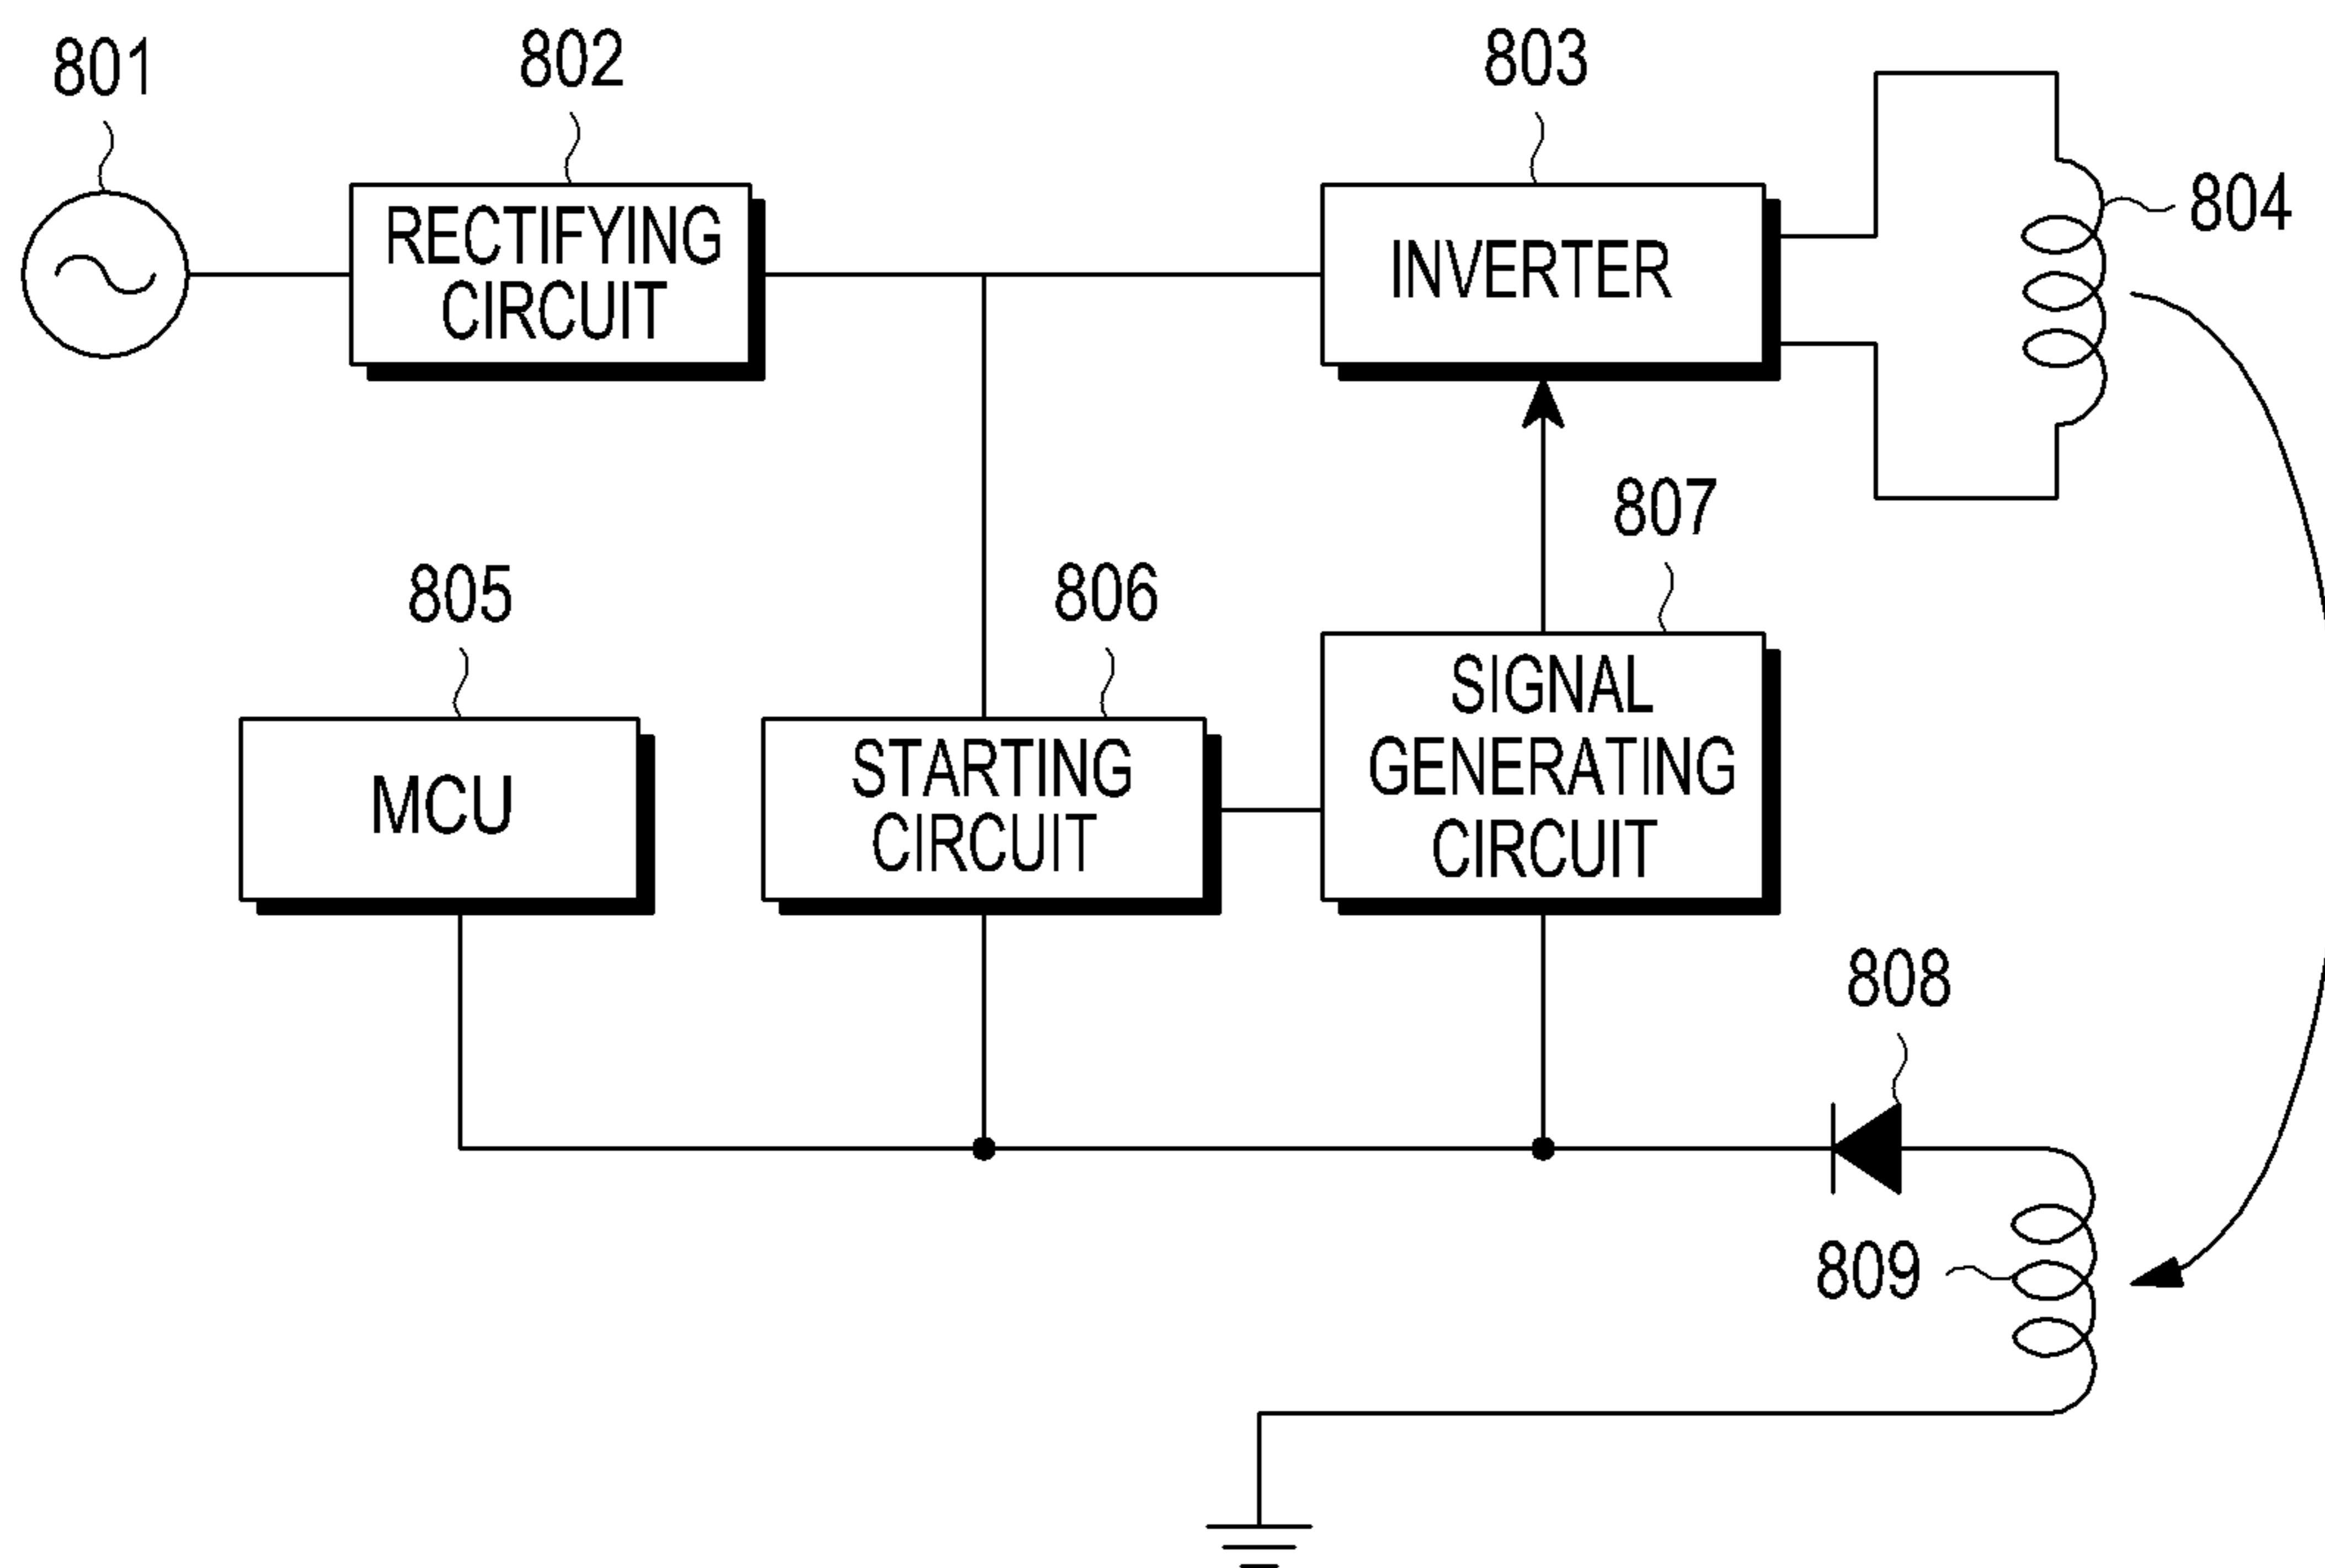 801
802
803
RECTIFYING
CIRCUIT
INVERTER
804
805
806
807
MCU
STARTING
CIRCUIT
SIGNAL
GENERATING
CIRCUIT
808
809